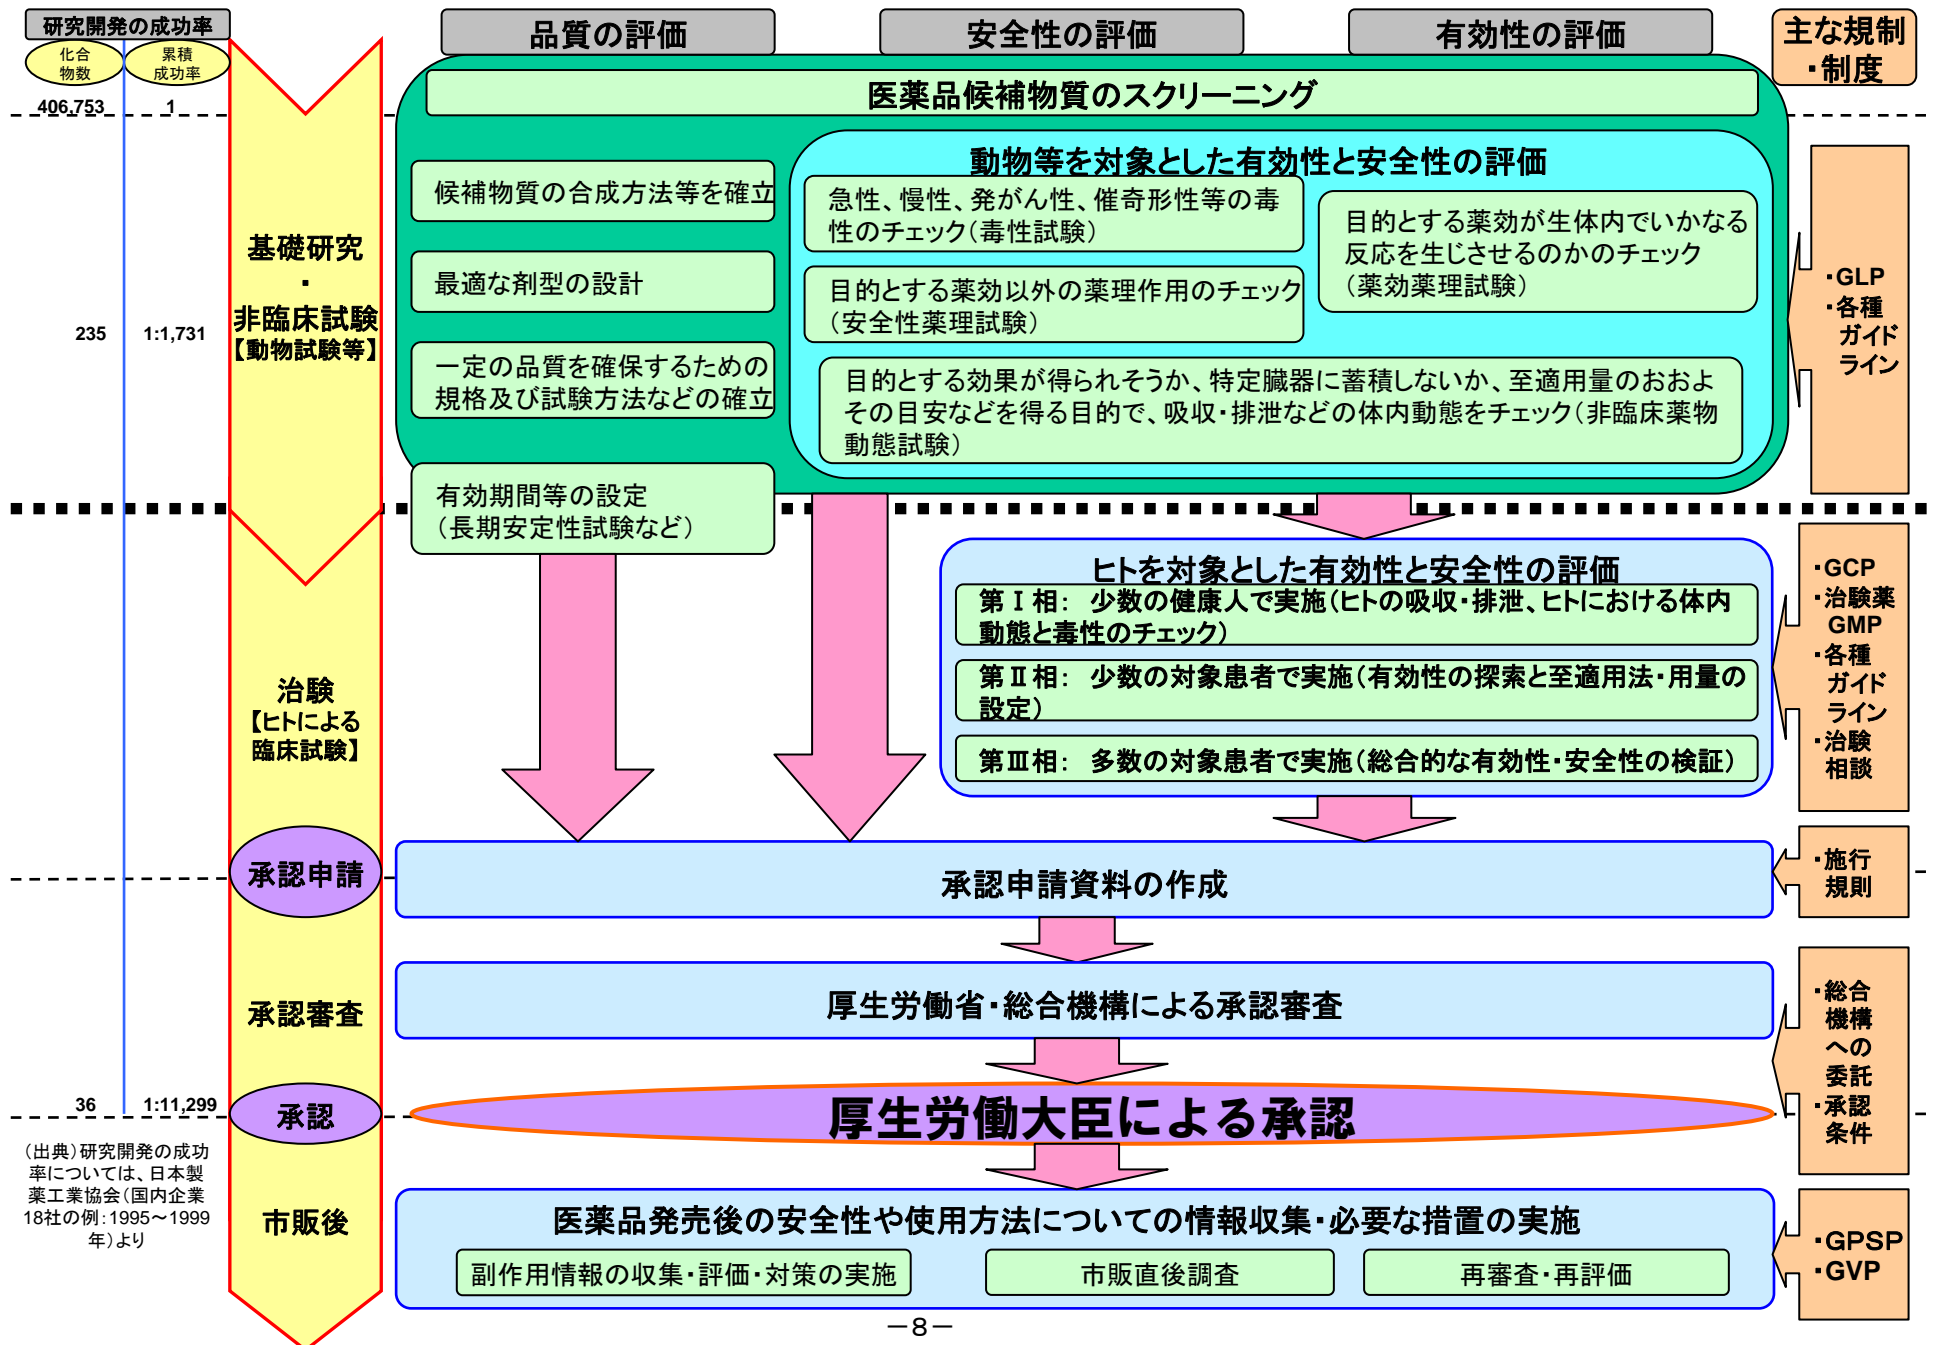 研究開発の成功率
化合
物数
累積
成功率
品質の評価
安全性の評価
有効性の評価
主な規制
・制度
406,753
1
医薬品候補物質のスクリーニング
基礎研究
・
非臨床試験
【動物試験等】
235
1:1,731
候補物質の合成方法等を確立
最適な剤型の設計
一定の品質を確保するための
規格及び試験方法などの確立
有効期間等の設定
（長期安定性試験など）
動物等を対象とした有効性と安全性の評価
急性、慢性、発がん性、催奇形性等の毒
性のチェック（毒性試験）
目的とする薬効以外の薬理作用のチェック
（安全性薬理試験）
目的とする薬効が生体内でいかなる
反応を生じさせるのかのチェック
（薬効薬理試験）
目的とする効果が得られそうか、特定臓器に蓄積しないか、至適用量のおおよ
その目安などを得る目的で、吸収・排泄などの体内動態をチェック（非臨床薬物
動態試験）
・GLP
・各種
ガイド
ライン
治験
【ヒトによる
臨床試験】
ヒトを対象とした有効性と安全性の評価
第Ⅰ相：　少数の健康人で実施（ヒトの吸収・排泄、ヒトにおける体内
動態と毒性のチェック）
第Ⅱ相：　少数の対象患者で実施（有効性の探索と至適用法・用量の
設定）
第Ⅲ相：　多数の対象患者で実施（総合的な有効性・安全性の検証）
・GCP
・治験薬
GMP
・各種
ガイド
ライン
・治験
相談
承認申請
承認申請資料の作成
・施行
規則
承認審査
厚生労働省・総合機構による承認審査
・総合
機構
への
委託
・承認
条件
36
1:11,299
承認
厚生労働大臣による承認
（出典）研究開発の成功
率については、日本製
薬工業協会（国内企業
18社の例：1995～1999
年）より
市販後
医薬品発売後の安全性や使用方法についての情報収集・必要な措置の実施
副作用情報の収集・評価・対策の実施
市販直後調査
再審査・再評価
・GPSP
・GVP
－8－